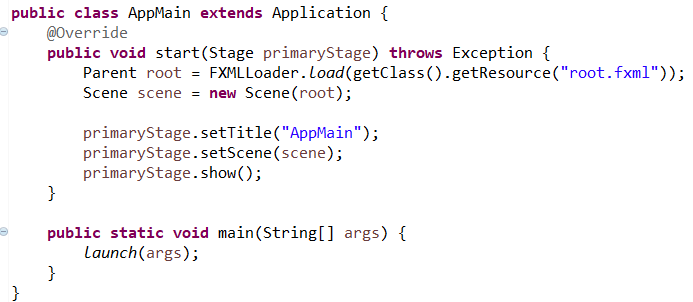 public class AppMain extends Application {
    @Override
    public void start(Stage primaryStage) throws Exception {
        Parent root = FXMLLoader.load(getClass().getResource("root.fxml"));
        Scene scene = new Scene(root);

        primaryStage.setTitle("AppMain");
        primaryStage.setScene(scene);
        primaryStage.show();
    }

    public static void main(String[] args) {
        launch(args);
    }
}